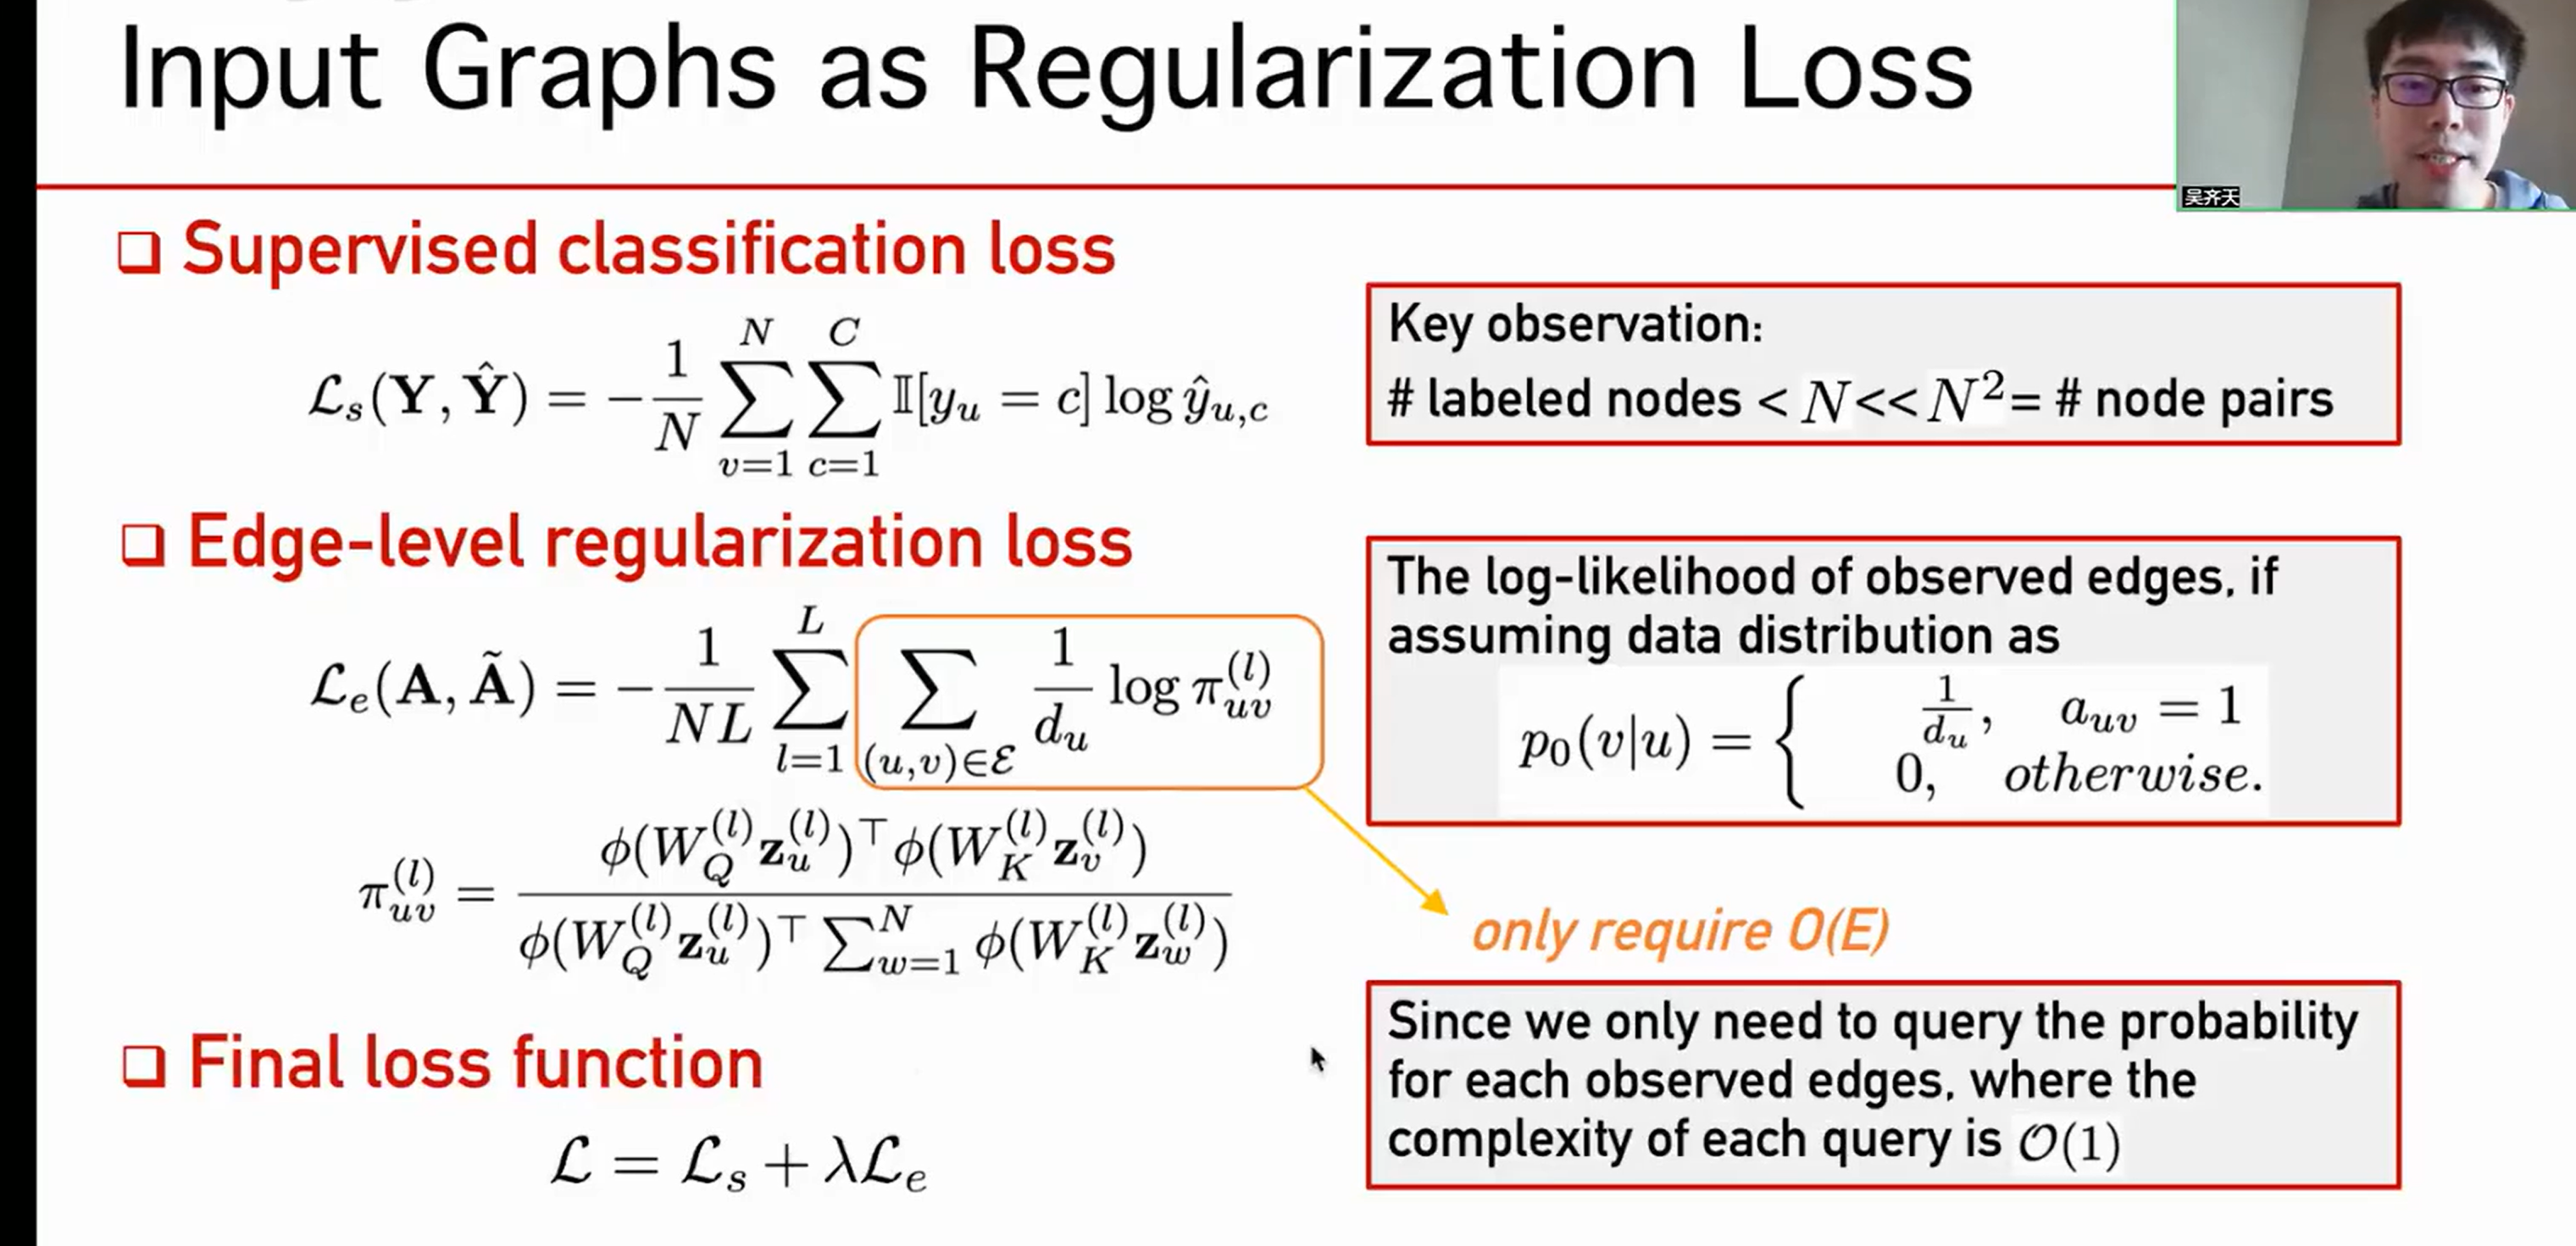 Input Graphs as Regularization Loss
吴齐天
❑ Supervised classification loss
$\mathcal{L}_s(\mathbf{Y}, \hat{\mathbf{Y}}) = -\frac{1}{N} \sum_{v=1}^{N} \sum_{c=1}^{C} \mathbb{I}[y_u = c] \log \hat{y}_{u,c}$
Key observation:
# labeled nodes < $N$ << $N^2$ = # node pairs
❑ Edge-level regularization loss
$\mathcal{L}_e(\mathbf{A}, \tilde{\mathbf{A}}) = -\frac{1}{NL} \sum_{l=1}^{L} \sum_{(u,v)\in\mathcal{E}} \frac{1}{d_u} \log \pi_{uv}^{(l)}$
$\pi_{uv}^{(l)} = \frac{\phi(W_Q^{(l)} \mathbf{z}_u^{(l)})^\top \phi(W_K^{(l)} \mathbf{z}_v^{(l)})}{\phi(W_Q^{(l)} \mathbf{z}_u^{(l)})^\top \sum_{w=1}^{N} \phi(W_K^{(l)} \mathbf{z}_w^{(l)})}$
The log-likelihood of observed edges, if
assuming data distribution as
$p_0(v|u) = \begin{cases} \frac{1}{d_u}, & a_{uv} = 1 \\ 0, & otherwise. \end{cases}$
only require O(E)
Since we only need to query the probability
for each observed edges, where the
complexity of each query is $\mathcal{O}(1)$
❑ Final loss function
$\mathcal{L} = \mathcal{L}_s + \lambda \mathcal{L}_e$